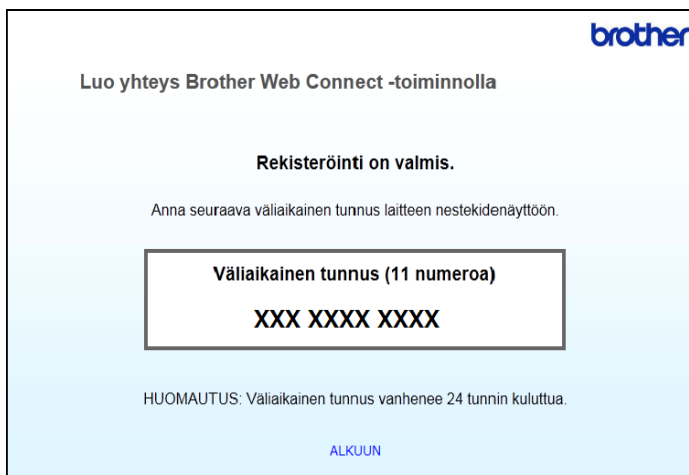 brother
Luo yhteys Brother Web Connect -toiminnolla
Rekisteröinti on valmis.
Anna seuraava väliaikainen tunnus laitteen nestekidenäyttöön.
Väliaikainen tunnus (11 numeroa)
XXX XXXX XXXX
HUOMAUTUS: Väliaikainen tunnus vanhenee 24 tunnin kuluttua.
ALKUUN